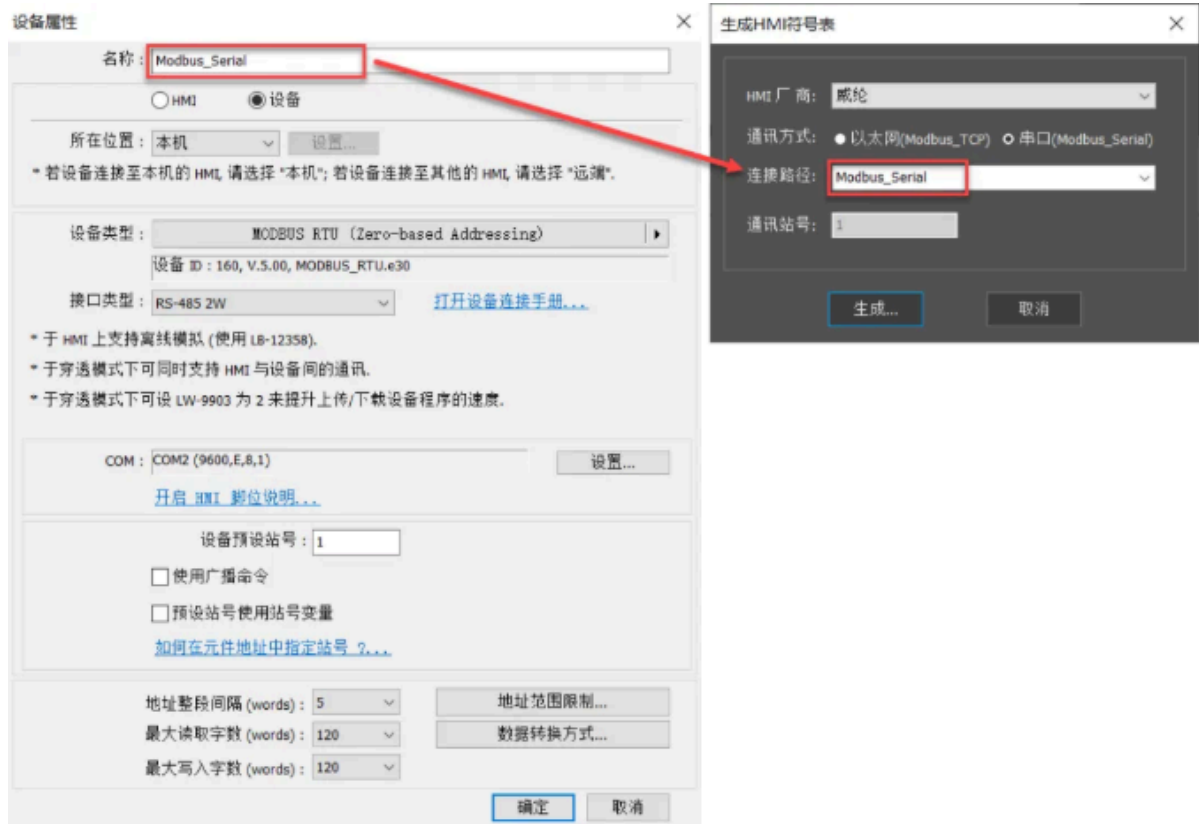 设备属性
名称： Modbus_Serial
HMI 设备
所在位置： 本机 设置...
* 若设备连接至本机的 HMI, 请选择 "本机"; 若设备连接至其他的 HMI, 请选择 "远端".
设备类型： MODBUS RTU (Zero-based Addressing)
设备 ID : 160, V.5.00, MODBUS_RTU.e30
接口类型： RS-485 2W 打开设备连接手册...
* 于 HMI 上支持离线模拟 (使用 LB-12358).
* 于穿透模式下可同时支持 HMI 与设备间的通讯.
* 于穿透模式下可设 LW-9903 为 2 来提升上传/下载设备程序的速度.
COM : COM2 (9600,E,8,1) 设置...
开启 HMI 脚位说明...
设备预设站号： 1
使用广播命令
预设站号使用站号变量
如何在元件地址中指定站号 ?...
地址整段间隔 (words) : 5 地址范围限制...
最大读取字数 (words) : 120 数据转换方式...
最大写入字数 (words) : 120
确定 取消
生成HMI符号表
HMI厂 商: 威纶
通讯方式: 以太网(Modbus_TCP) 串口(Modbus_Serial)
连接路径: Modbus_Serial
通讯站号: 1
生成... 取消